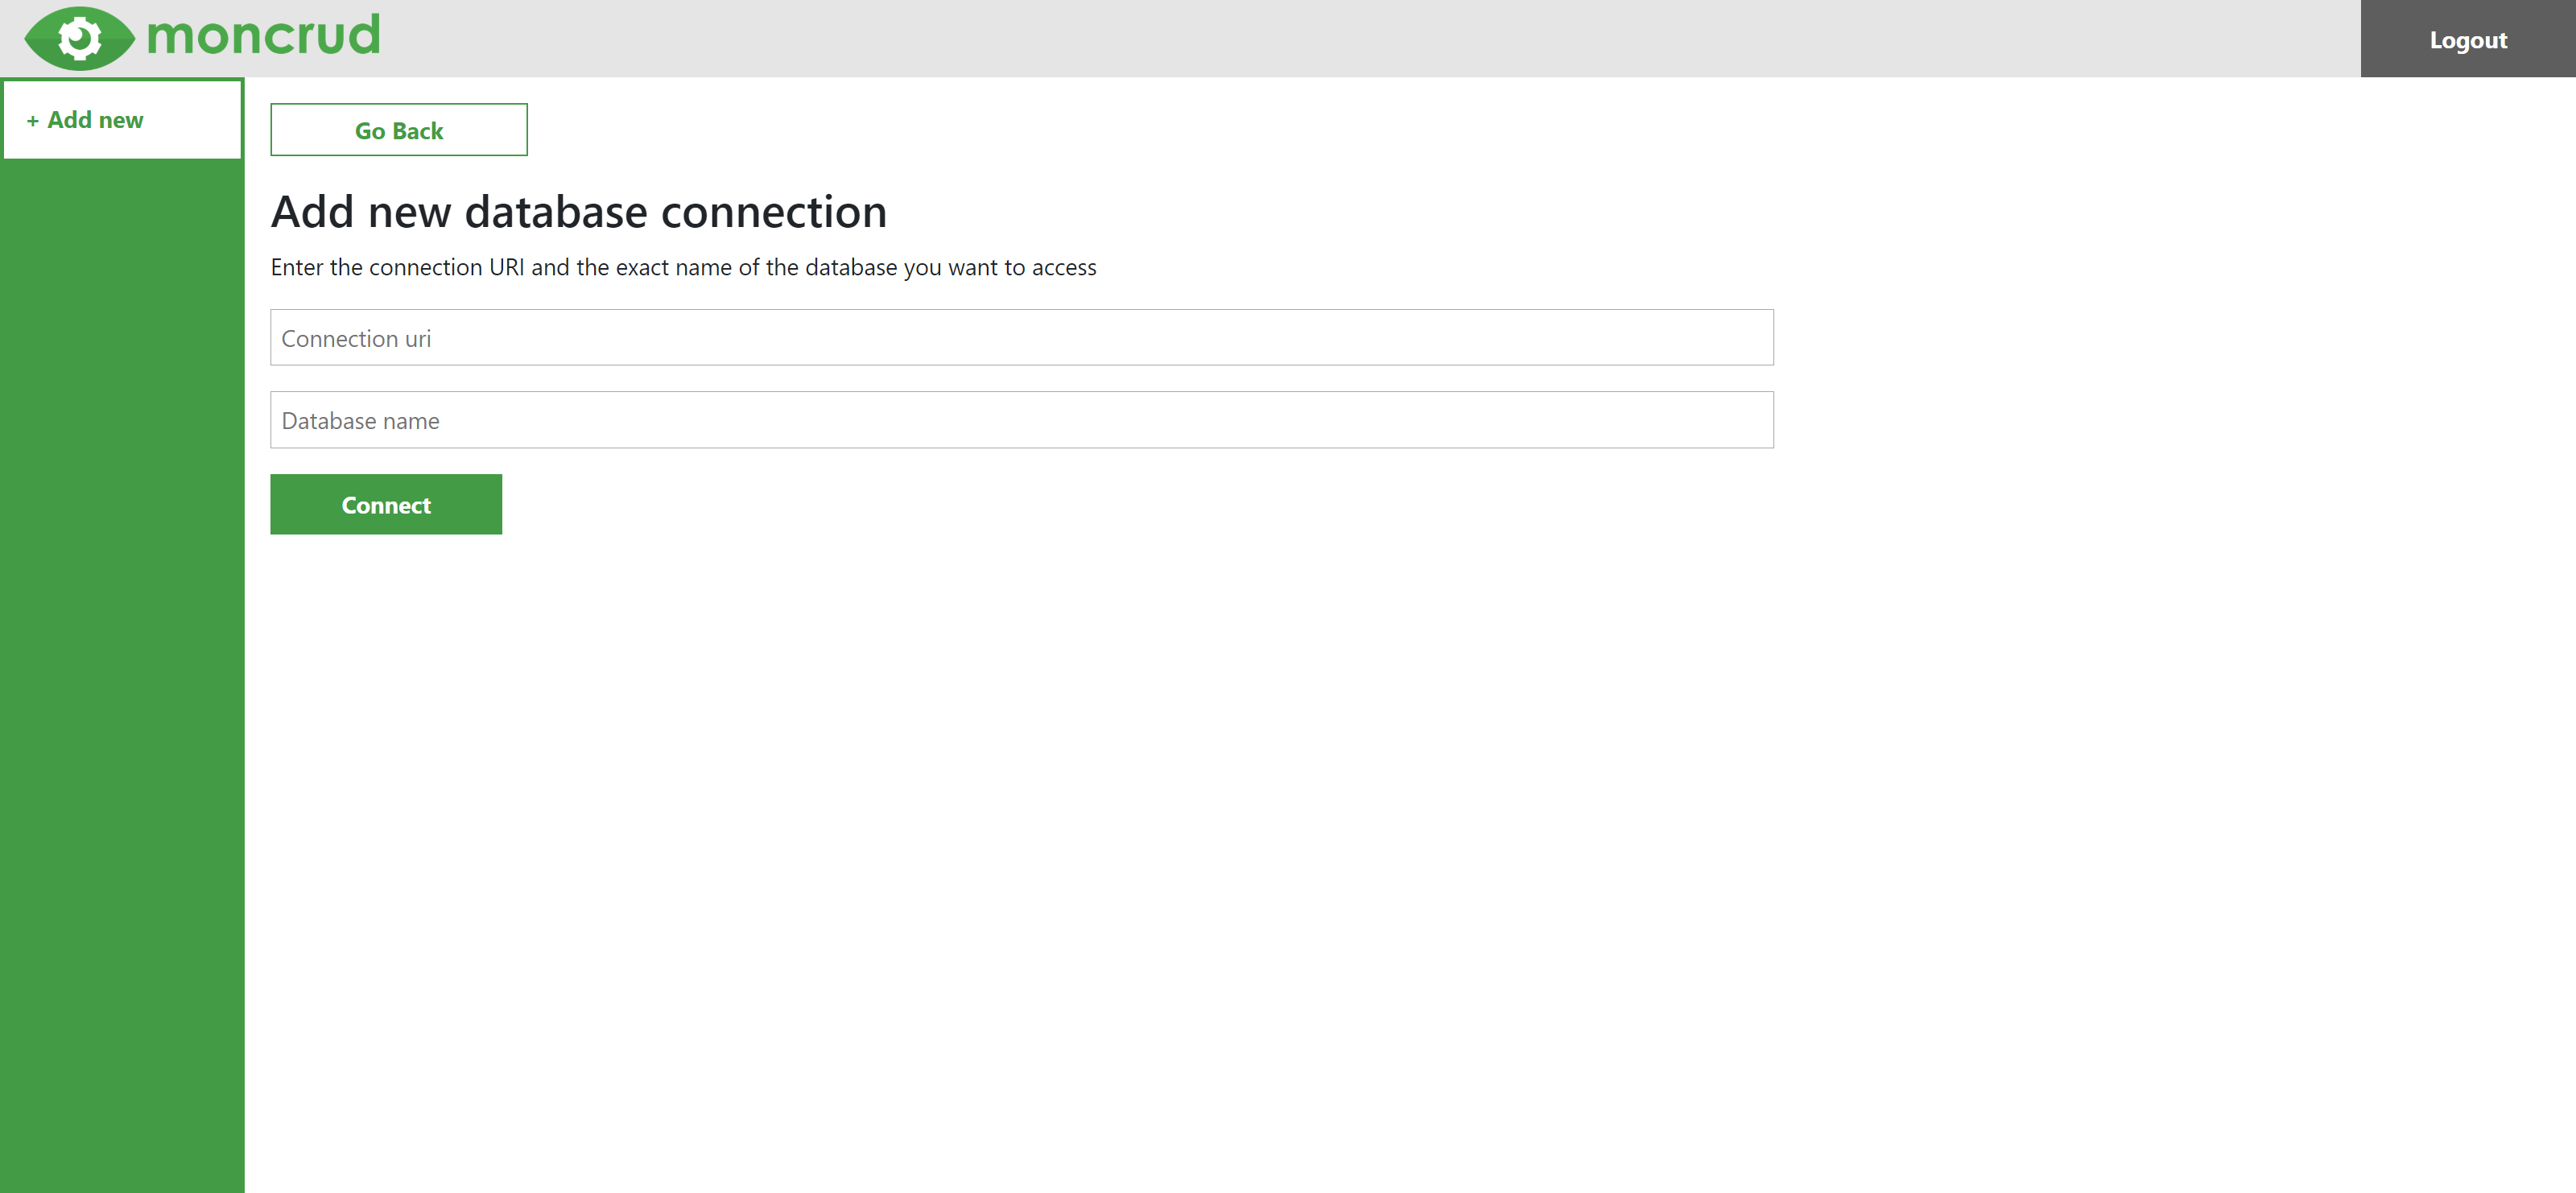 moncrud
Logout
+ Add new
Go Back
Add new database connection
Enter the connection URI and the exact name of the database you want to access
Connection uri
Database name
Connect